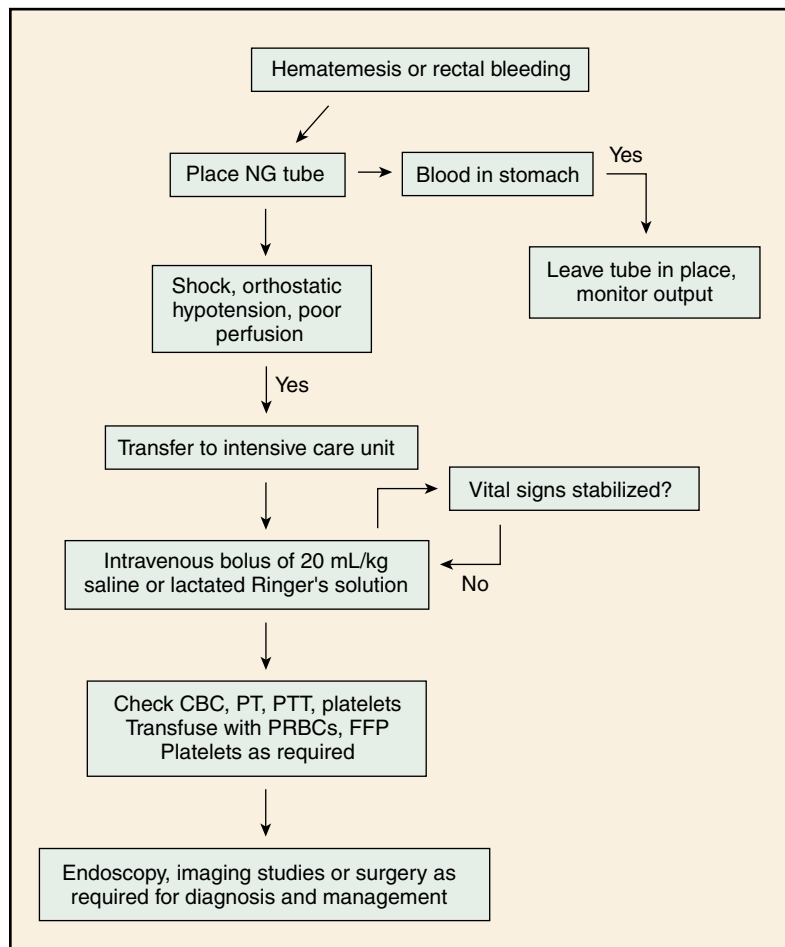 Hematemesis or rectal bleeding
Place NG tube
Blood in stomach
Yes
Leave tube in place,
monitor output
Shock, orthostatic
hypotension, poor
perfusion
Yes
Transfer to intensive care unit
Vital signs stabilized?
Intravenous bolus of 20 mL/kg
saline or lactated Ringer's solution
No
Check CBC, PT, PTT, platelets
Transfuse with PRBCs, FFP
Platelets as required
Endoscopy, imaging studies or surgery as
required for diagnosis and management